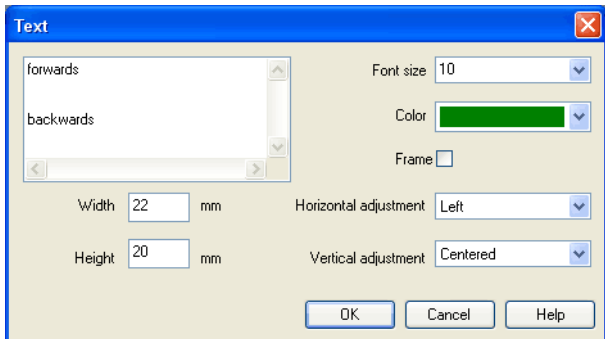 Text
forwards
backwards
Font size 10
Color
Frame
Width 22 mm
Horizontal adjustment Left
Height 20 mm
Vertical adjustment Centered
OK Cancel Help